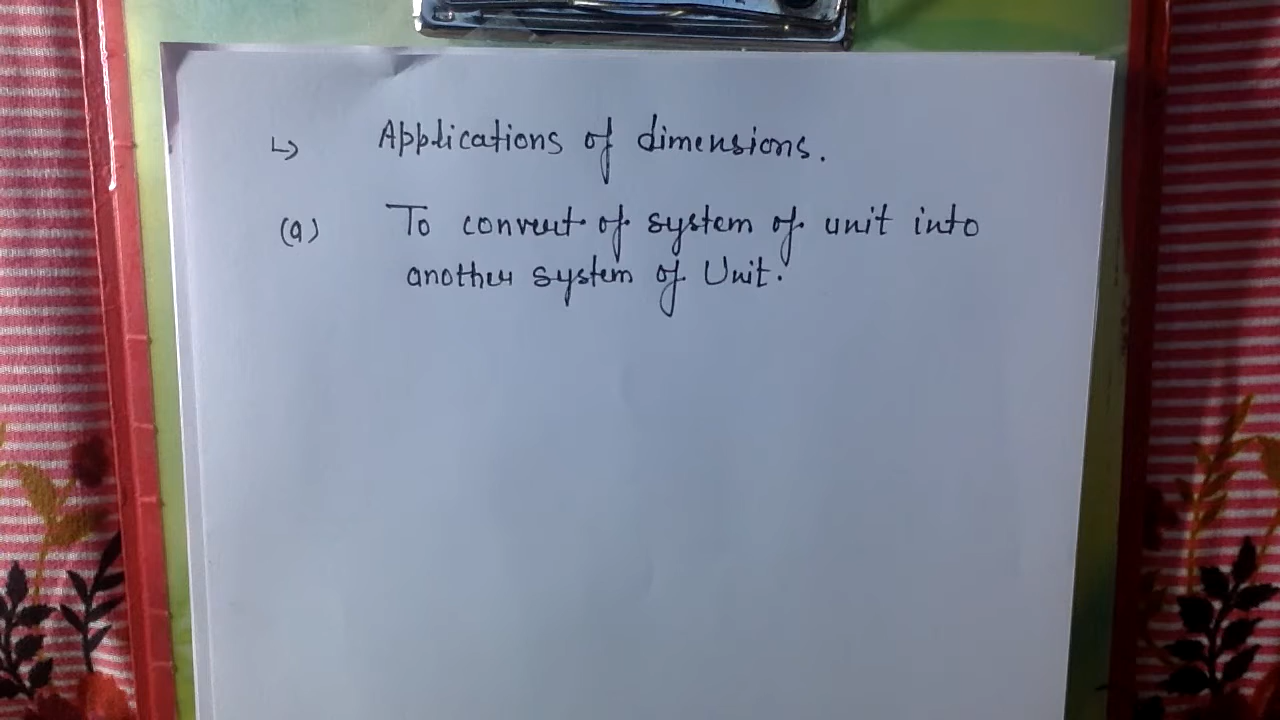 ↳ Applications of dimensions.
(a) To convert of system of unit into
another system of Unit.